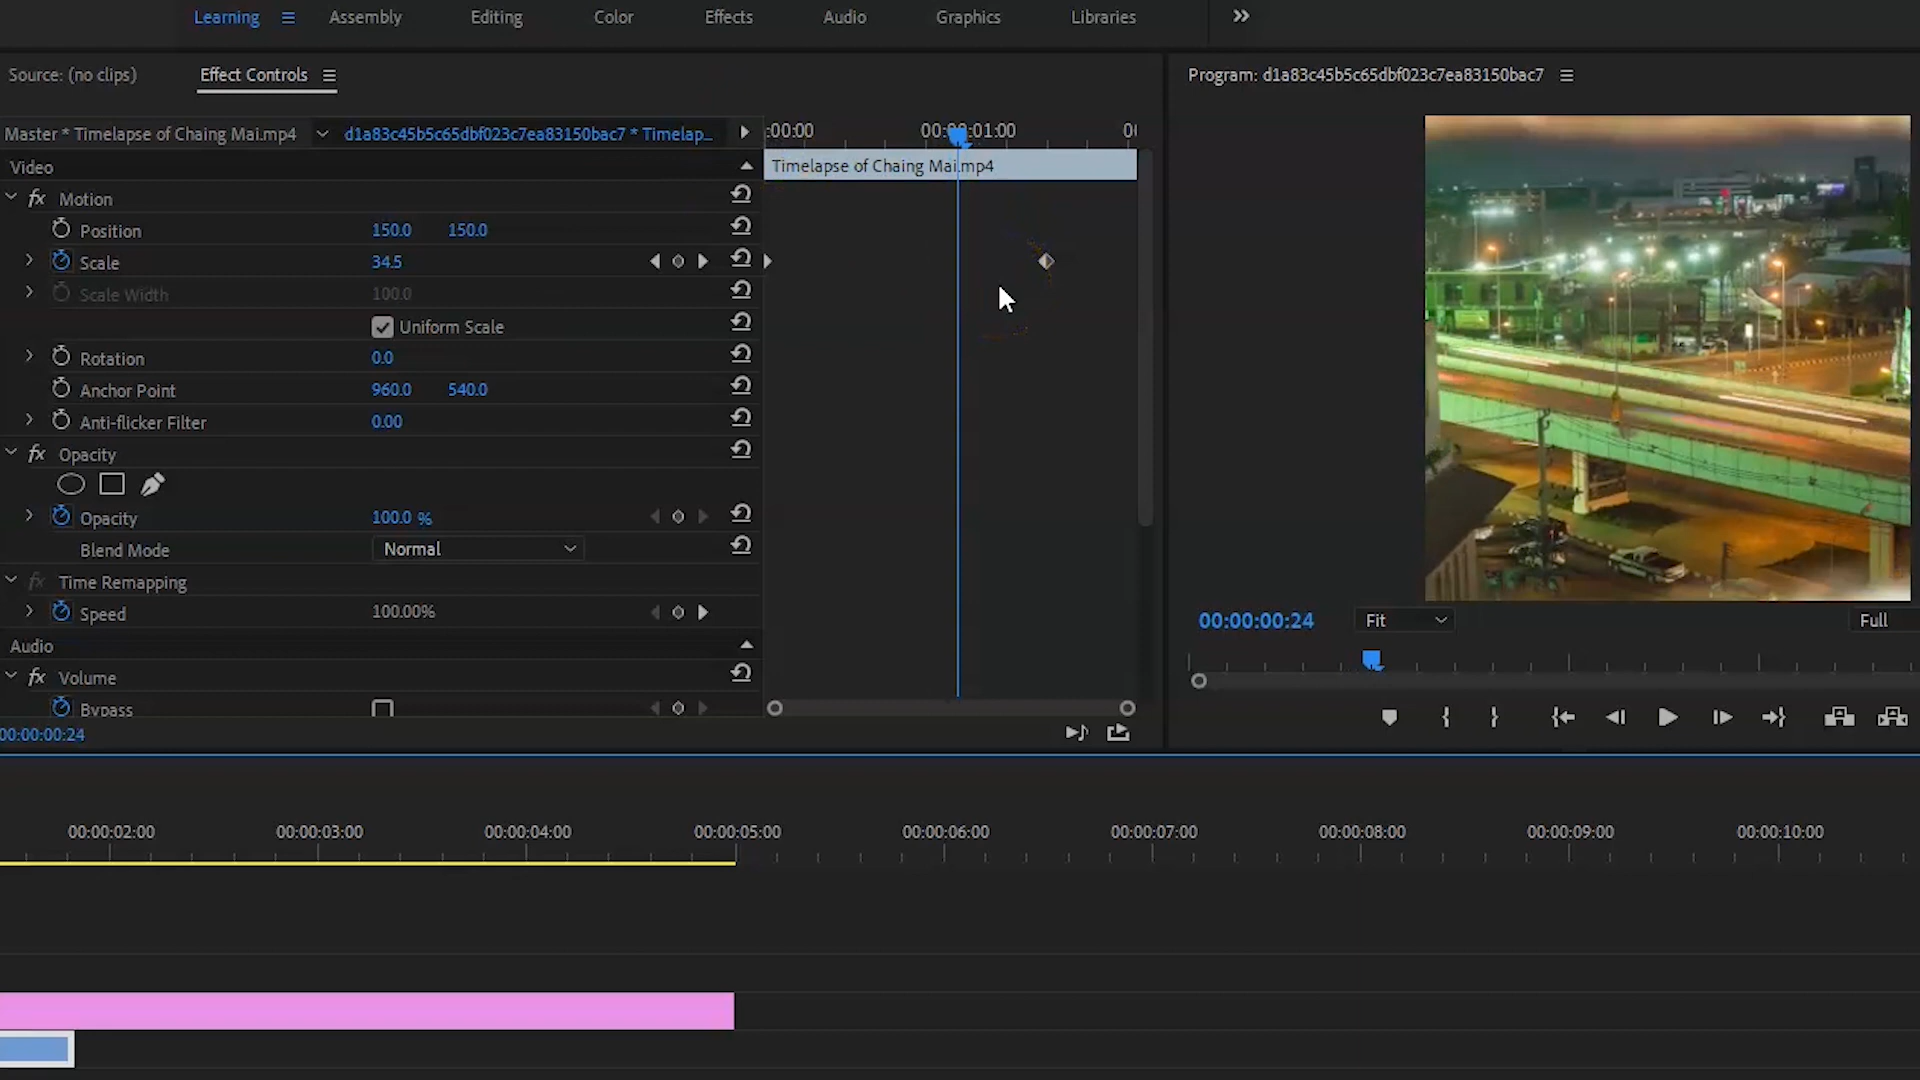 Learning Assembly Editing Color Effects Audio Graphics Libraries
Source: (no clips) Effect Controls
Program: d1a83c45b5c65dbf023c7ea83150bac7
Master * Timelapse of Chaing Mai.mp4 d1a83c45b5c65dbf023c7ea83150bac7 * Timelap...
:00:00 00:00:01:00
Video
Timelapse of Chaing Mai.mp4
fx Motion
Position 150.0 150.0
Scale 34.5
Scale Width 100.0
Uniform Scale
Rotation 0.0
Anchor Point 960.0 540.0
Anti-flicker Filter 0.00
fx Opacity
Opacity 100.0 %
Blend Mode Normal
fx Time Remapping
Speed 100.00%
Audio
fx Volume
Bypass
00:00:00:24
00:00:00:24 Fit Full
00:00:02:00 00:00:03:00 00:00:04:00 00:00:05:00 00:00:06:00 00:00:07:00 00:00:08:00 00:00:09:00 00:00:10:00